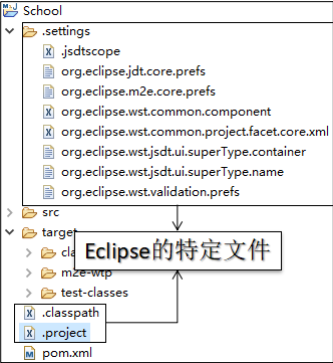 School
.settings
.jsdtscope
org.eclipse.jdt.core.prefs
org.eclipse.m2e.core.prefs
org.eclipse.wst.common.component
org.eclipse.wst.common.project.facet.core.xml
org.eclipse.wst.jsdt.ui.superType.container
org.eclipse.wst.jsdt.ui.superType.name
org.eclipse.wst.validation.prefs
src
target
Eclipse的特定文件
m2e-wtp
test-classes
.classpath
.project
pom.xml